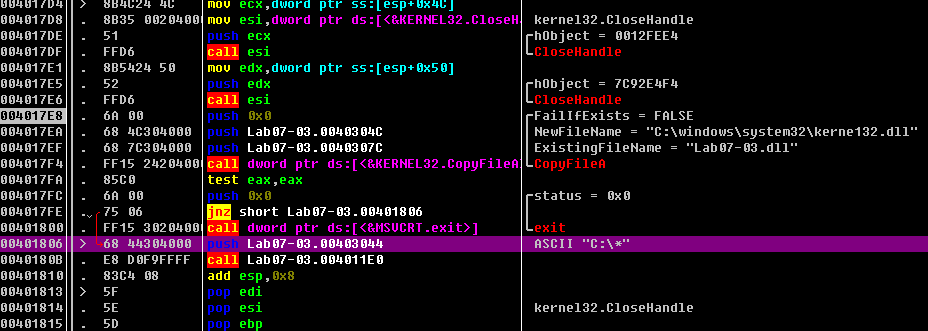 004017D4 > 8B4C24 4C mov ecx,dword ptr ss:[esp+0x4C]
004017D8 . 8B35 00204000 mov esi,dword ptr ds:[<&KERNEL32.CloseH kernel32.CloseHandle
004017DE . 51 push ecx hObject = 0012FEE4
004017DF . FFD6 call esi CloseHandle
004017E1 . 8B5424 50 mov edx,dword ptr ss:[esp+0x50]
004017E5 . 52 push edx hObject = 7C92E4F4
004017E6 . FFD6 call esi CloseHandle
004017E8 . 6A 00 push 0x0 FailIfExists = FALSE
004017EA . 68 4C304000 push Lab07-03.0040304C NewFileName = "C:\windows\system32\kerne132.dll"
004017EF . 68 7C304000 push Lab07-03.0040307C ExistingFileName = "Lab07-03.dll"
004017F4 . FF15 24204000 call dword ptr ds:[<&KERNEL32.CopyFileA CopyFileA
004017FA . 85C0 test eax,eax
004017FC . 6A 00 push 0x0 status = 0x0
004017FE . 75 06 jnz short Lab07-03.00401806
00401800 . FF15 30204000 call dword ptr ds:[<&MSVCRT.exit>] exit
00401806 > 68 44304000 push Lab07-03.00403044 ASCII "C:\*"
0040180B . E8 D0F9FFFF call Lab07-03.004011E0
00401810 . 83C4 08 add esp,0x8
00401813 > 5F pop edi
00401814 . 5E pop esi kernel32.CloseHandle
00401815 . 5D pop ebp